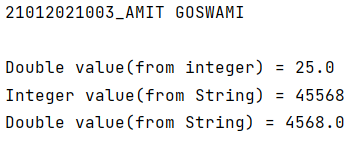 21012021003_AMIT GOSWAMI
Double value(from integer) = 25.0
Integer value(from String) = 45568
Double value(from String) = 4568.0